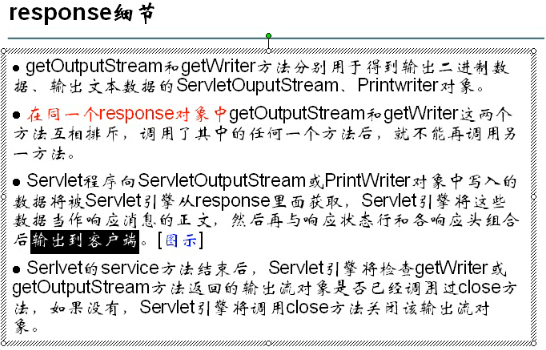 response细节
● getOutputStream和getWriter方法分别用于得到输出二进制数
据、输出文本数据的ServletOuputStream、Printwriter对象。
● 在同一个response对象中getOutputStream和getWriter这两个
方法互相排斥，调用了其中的任何一个方法后，就不能再调用另
一方法。
● Servlet程序向ServletOutputStream或PrintWriter对象中写入的
数据将被Servlet引擎从response里面获取，Servlet引擎将这些
数据当作响应消息的正文，然后再与响应状态行和各响应头组合
后输出到客户端。[图示]
● Serlvet的service方法结束后，Servlet引擎将检查getWriter或
getOutputStream方法返回的输出流对象是否已经调用过close方
法，如果没有，Servlet引擎将调用close方法关闭该输出流对
象。